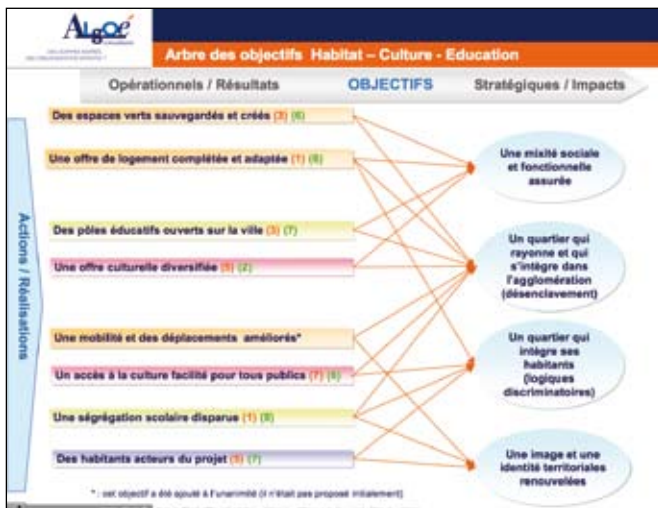 Algoé
Arbre des objectifs Habitat – Culture - Education
Opérationnels / Résultats
OBJECTIFS
Stratégiques / Impacts
Actions / Réalisations
Des espaces verts sauvegardés et créés (3) (6)
Une offre de logement complétée et adaptée (1) (6)
Des pôles éducatifs ouverts sur la ville (3) (7)
Une offre culturelle diversifiée (5) (2)
Une mobilité et des déplacements améliorés*
Un accès à la culture facilité pour tous publics (7)
Une ségrégation scolaire disparue (1)
Des habitants acteurs du projet (5) (7)
Une mixité sociale
et fonctionnelle
assurée
Un quartier qui
rayonne et qui
s'intègre dans
l'agglomération
(désenclavement)
Un quartier qui
intègre ses
habitants
(logiques
discriminatoires)
Une image et une
identité territoriales
renouvelées
* : cet objectif a été ajouté à l'unanimité (il n'était pas proposé initialement)